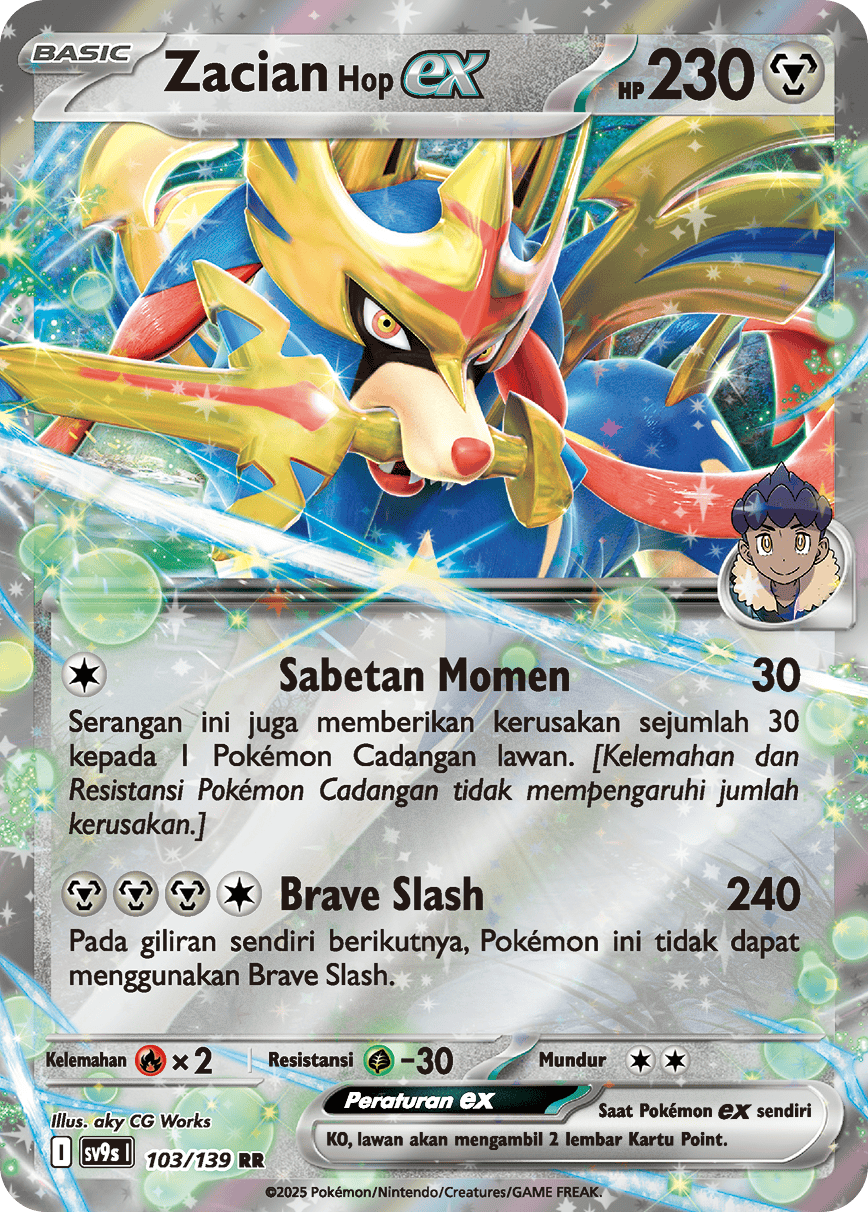 BASIC
Zacian Hop ex
HP 230
Sabetan Momen 30
Serangan ini juga memberikan kerusakan sejumlah 30
kepada 1 Pokémon Cadangan lawan. [Kelemahan dan
Resistansi Pokémon Cadangan tidak mempengaruhi jumlah
kerusakan.]
Brave Slash 240
Pada giliran sendiri berikutnya, Pokémon ini tidak dapat
menggunakan Brave Slash.
Kelemahan ×2 Resistansi -30 Mundur
Peraturan ex Saat Pokémon ex sendiri
KO, lawan akan mengambil 2 lembar Kartu Point.
Illus. aky CG Works
I sv9s I 103/139 RR
©2025 Pokémon/Nintendo/Creatures/GAME FREAK.